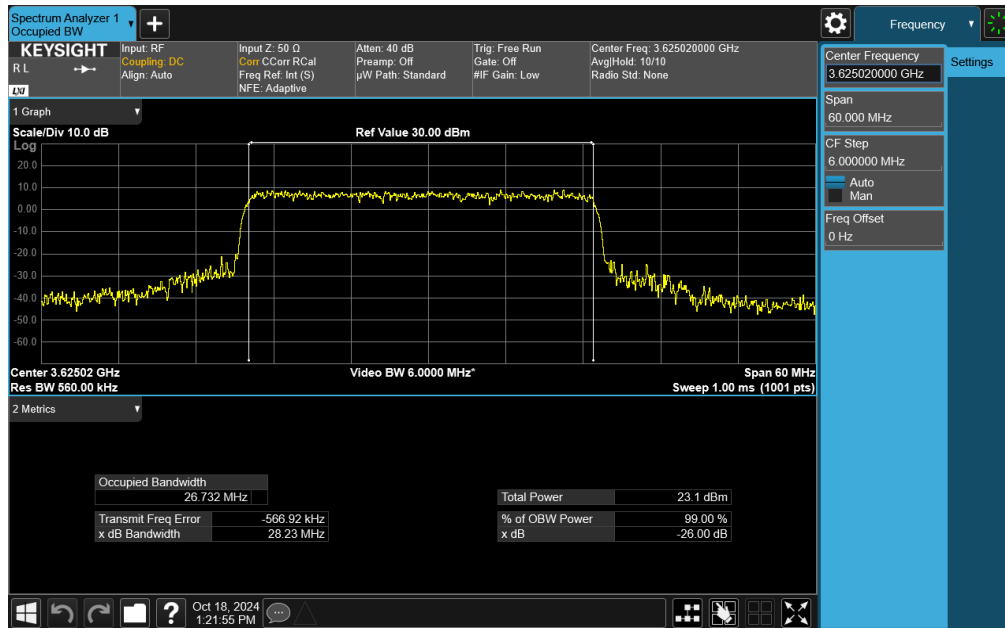 Spectrum Analyzer 1
Occupied BW
Frequency
KEYSIGHT
R L
LXI
Input: RF
Coupling: DC
Align: Auto
Input Z: 50 Ω
Corr CCorr RCal
Freq Ref: Int (S)
NFE: Adaptive
Atten: 40 dB
Preamp: Off
µW Path: Standard
Trig: Free Run
Gate: Off
#IF Gain: Low
Center Freq: 3.625020000 GHz
Avg|Hold: 10/10
Radio Std: None
Center Frequency
3.625020000 GHz
Settings
Span
60.000 MHz
CF Step
6.000000 MHz
Auto
Man
Freq Offset
0 Hz
1 Graph
Scale/Div 10.0 dB
Ref Value 30.00 dBm
Log
20.0
10.0
0.00
-10.0
-20.0
-30.0
-40.0
-50.0
-60.0
Center 3.62502 GHz
Video BW 6.0000 MHz*
Span 60 MHz
Res BW 560.00 kHz
Sweep 1.00 ms (1001 pts)
2 Metrics
Occupied Bandwidth
26.732 MHz
Total Power 23.1 dBm
Transmit Freq Error -566.92 kHz
% of OBW Power 99.00 %
x dB Bandwidth 28.23 MHz
x dB -26.00 dB
?
Oct 18, 2024
1:21:55 PM